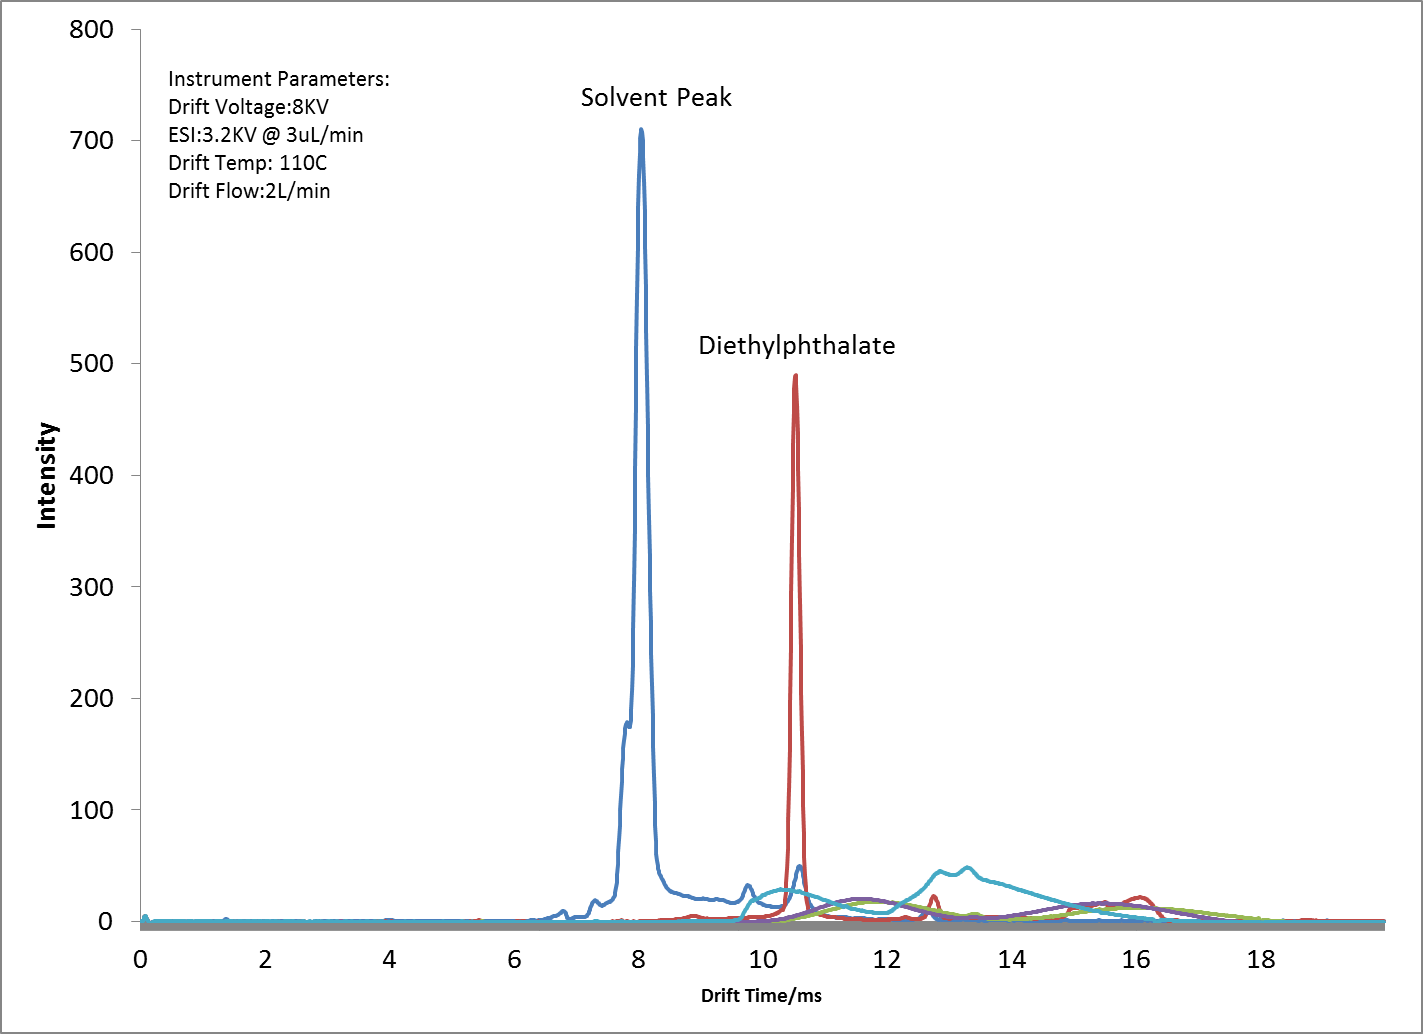 800
700
600
500
400
300
200
100
0
Intensity
Instrument Parameters:
Drift Voltage:8KV
ESI:3.2KV @ 3uL/min
Drift Temp: 110C
Drift Flow:2L/min
Solvent Peak
Diethylphthalate
0 2 4 6 8 10 12 14 16 18
Drift Time/ms